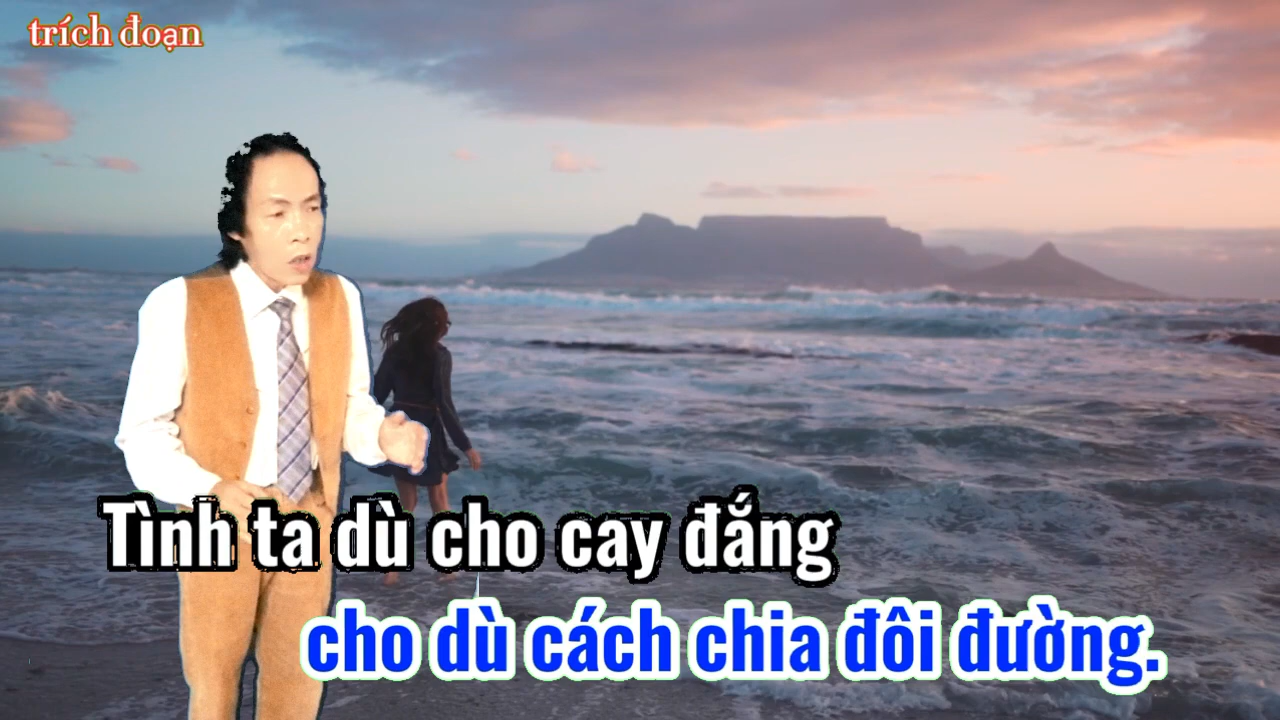 trích đoạn
Tình ta dù cho cay đắng
cho dù cách chia đôi đường.